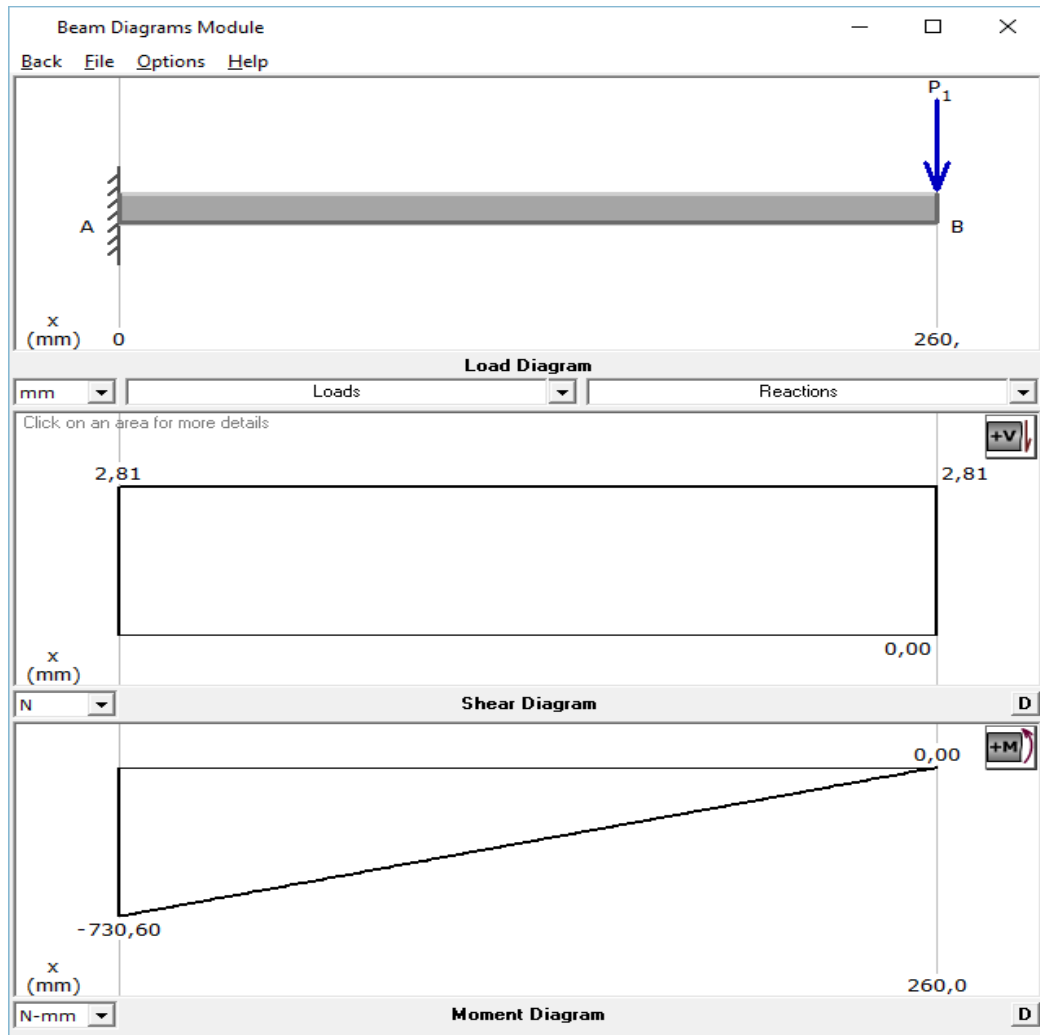 Beam Diagrams Module
Back File Options Help
P1
A
B
x
(mm) 0 260,
Load Diagram
mm Loads Reactions
Click on an area for more details
+V
2,81 2,81
0,00
x
(mm)
N Shear Diagram D
+M
0,00
-730,60
x
(mm) 260,0
N-mm Moment Diagram D